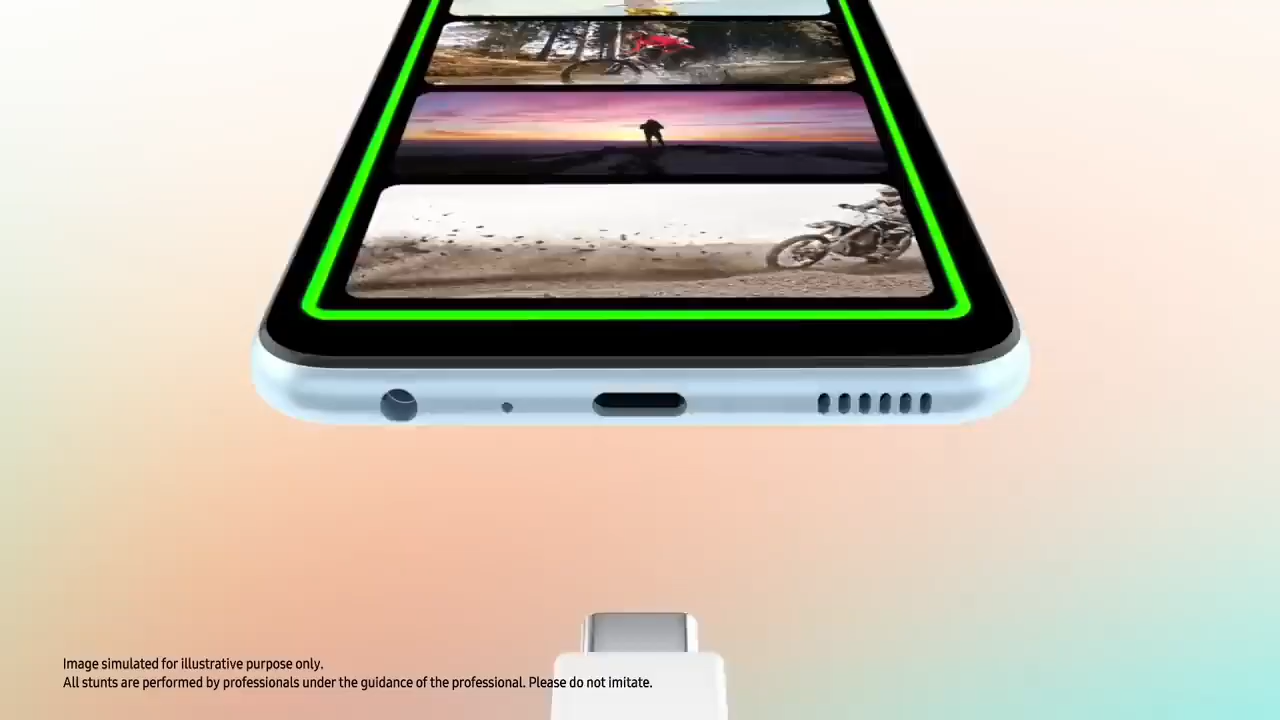 Image simulated for illustrative purpose only.
All stunts are performed by professionals under the guidance of the professional. Please do not imitate.